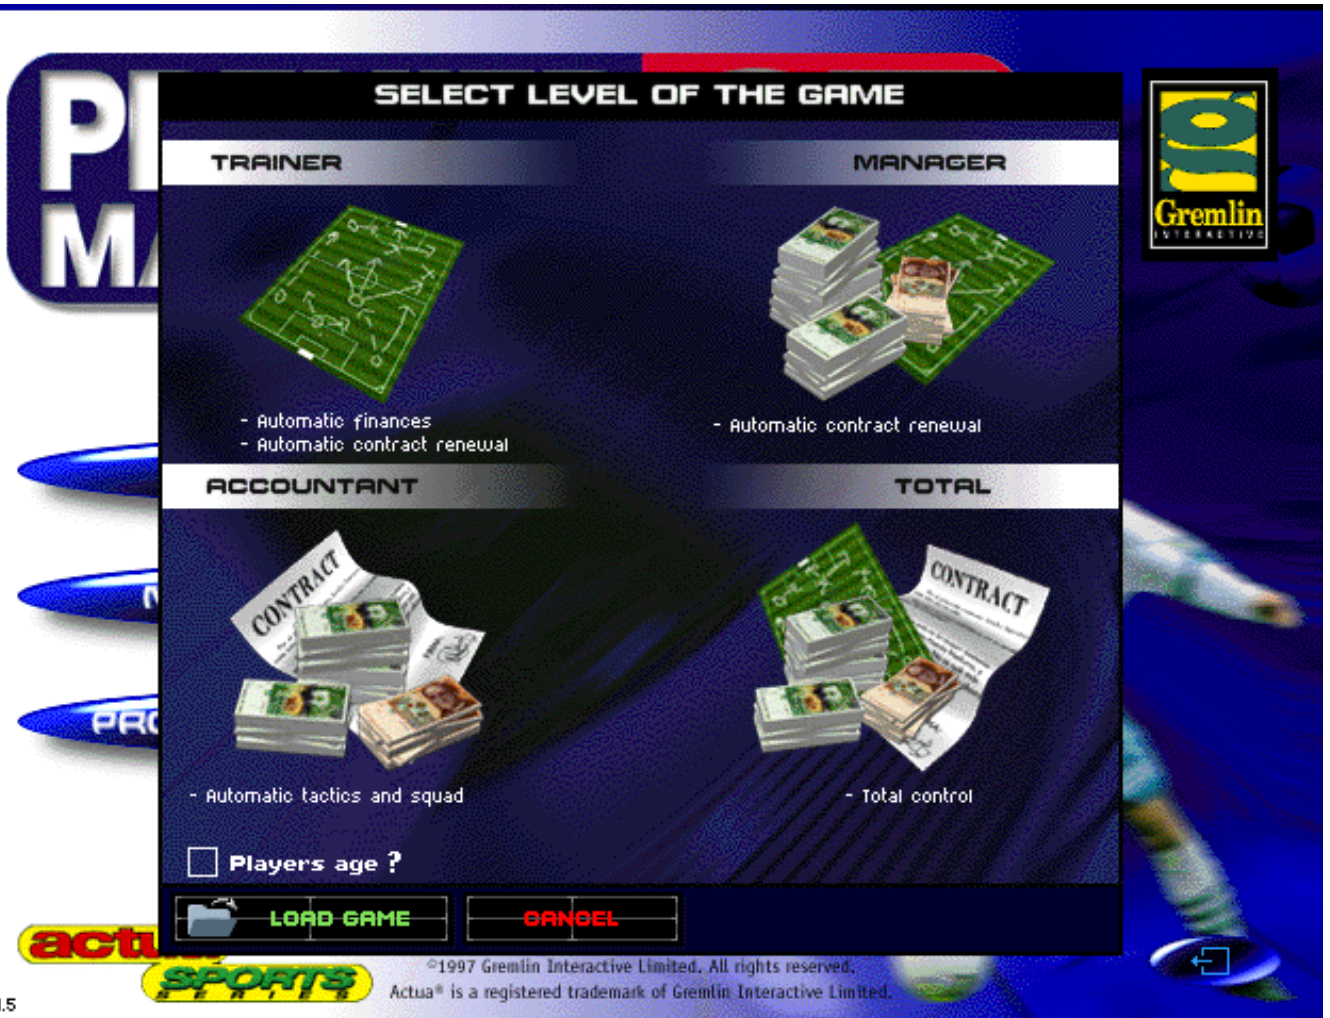 SELECT LEVEL OF THE GAME
TRAINER
MANAGER
Gremlin
INTERACTIVE
- Automatic finances
- Automatic contract renewal
- Automatic contract renewal
ACCOUNTANT
TOTAL
CONTRACT
CONTRACT
- Automatic tactics and squad
- Total control
Players age ?
LOAD GAME
CANCEL
SPORTS
SERIES
©1997 Gremlin Interactive Limited. All rights reserved.
Actua® is a registered trademark of Gremlin Interactive Limited.